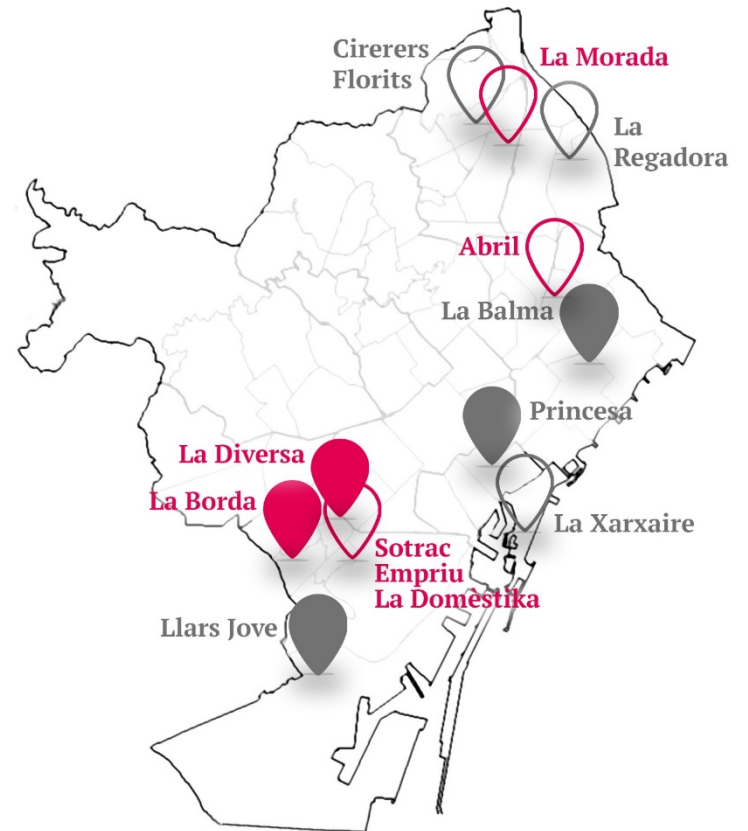 Cirerers
Florits
La Morada
La
Regadora
Abril
La Balma
Princesa
La Diversa
La Borda
La Xarxaire
Sotrac
Empriu
La Domèstika
Llars Jove